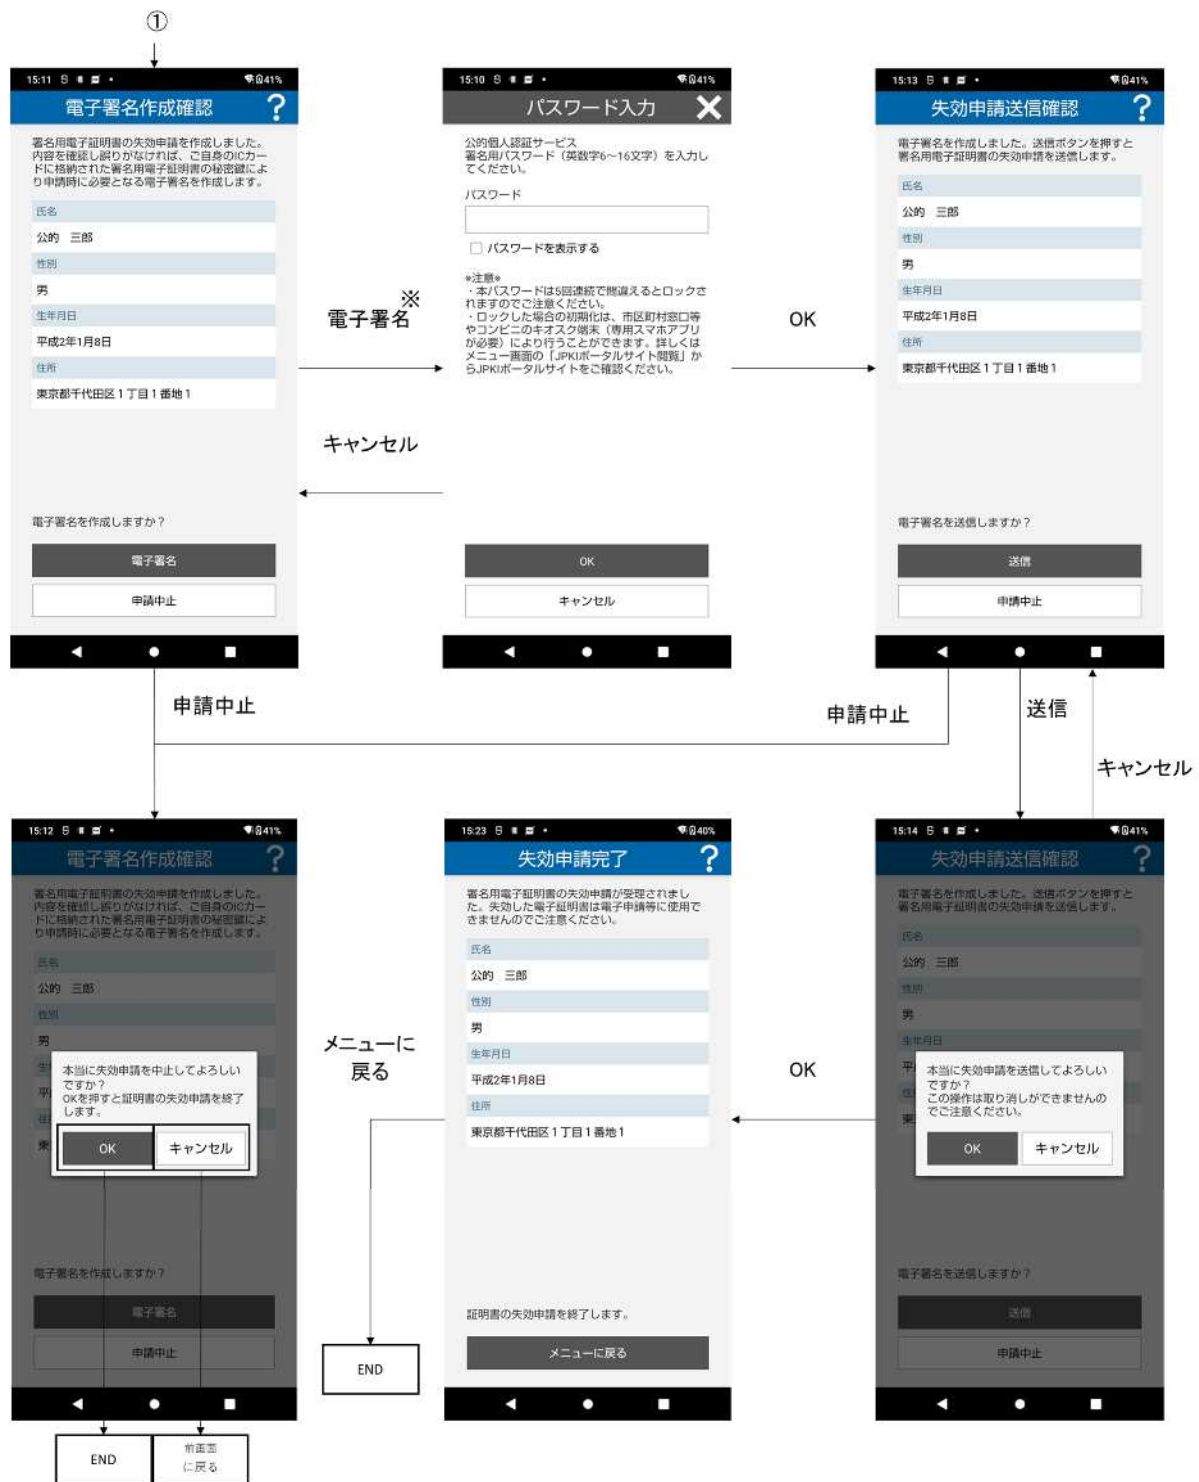 ①
15:11
41%
電子署名作成確認
?
署名用電子証明書の失効申請を作成しました。
内容を確認し誤りがなければ、ご自身のICカー
ドに格納された署名用電子証明書の秘密鍵によ
り申請時に必要となる電子署名を作成します。
氏名
公的 三郎
性別
男
生年月日
平成2年1月8日
住所
東京都千代田区1丁目1番地1
電子署名を作成しますか？
電子署名
申請中止
電子署名※
キャンセル
15:10
41%
パスワード入力
公的個人認証サービス
署名用パスワード（英数字6～16文字）を入力し
てください。
パスワード
パスワードを表示する
*注意*
・本パスワードは5回連続で間違えるとロックさ
れますのでご注意ください。
・ロックした場合の初期化は、市区町村窓口等
やコンビニのキオスク端末（専用スマホアプリ
が必要）により行うことができます。詳しくは
メニュー画面の「JPKIポータルサイト閲覧」か
らJPKIポータルサイトをご確認ください。
OK
キャンセル
OK
15:13
41%
失効申請送信確認
?
電子署名を作成しました。送信ボタンを押すと
署名用電子証明書の失効申請を送信します。
氏名
公的 三郎
性別
男
生年月日
平成2年1月8日
住所
東京都千代田区1丁目1番地1
電子署名を送信しますか？
送信
申請中止
申請中止
申請中止
送信
キャンセル
15:12
41%
電子署名作成確認
?
署名用電子証明書の失効申請を作成しました。
内容を確認し誤りがなければ、ご自身のICカー
ドに格納された署名用電子証明書の秘密鍵によ
り申請時に必要となる電子署名を作成します。
氏名
公的 三郎
性別
男
本当に失効申請を中止してよろしい
ですか？
OKを押すと証明書の失効申請を終了
します。
OK
キャンセル
電子署名を作成しますか？
電子署名
申請中止
END
前画面
に戻る
メニューに
戻る
END
15:23
40%
失効申請完了
?
署名用電子証明書の失効申請が受理されまし
た。失効した電子証明書は電子申請等に使用で
きませんのでご注意ください。
氏名
公的 三郎
性別
男
生年月日
平成2年1月8日
住所
東京都千代田区1丁目1番地1
証明書の失効申請を終了します。
メニューに戻る
OK
15:14
41%
失効申請送信確認
?
電子署名を作成しました。送信ボタンを押すと
署名用電子証明書の失効申請を送信します。
氏名
公的 三郎
性別
男
生年月日
本当に失効申請を送信してよろしい
ですか？
この操作は取り消しができませんの
でご注意ください。
OK
キャンセル
電子署名を送信しますか？
送信
申請中止